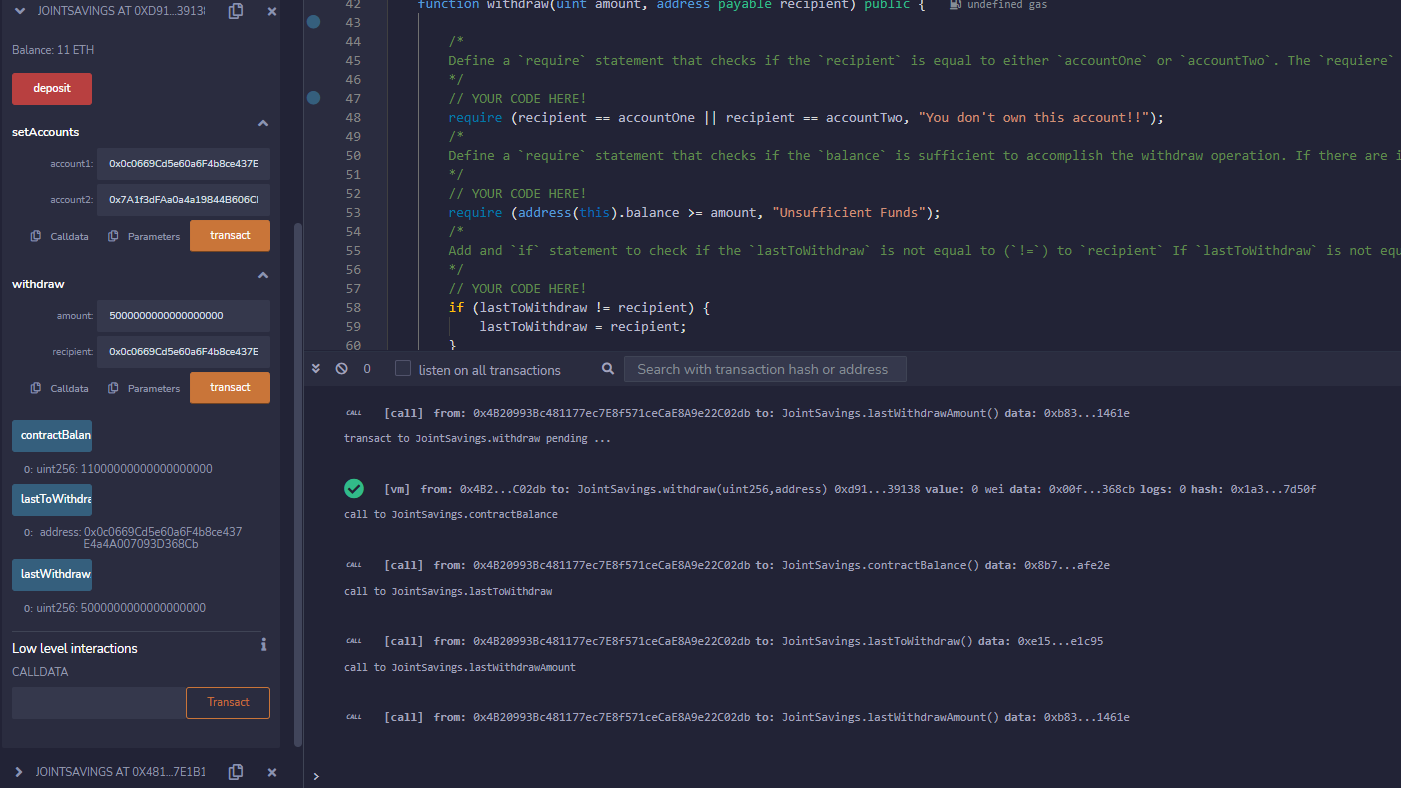 JOINTSAVINGS AT 0XD91...39138
Balance: 11 ETH
deposit
setAccounts
account1: 0x0c0669Cd5e60a6F4b8ce437E
account2: 0x7A1f3dFAa0a4a19844B606CI
Calldata Parameters transact
withdraw
amount: 5000000000000000000
recipient: 0x0c0669Cd5e60a6F4b8ce437E
Calldata Parameters transact
contractBalan
0: uint256: 11000000000000000000
lastToWithdra
0: address: 0x0c0669Cd5e60a6F4b8ce437
E4a4A007093D368Cb
lastWithdraw
0: uint256: 5000000000000000000
Low level interactions
CALLDATA
Transact
JOINTSAVINGS AT 0X481...7E1B1
42 function withdraw(uint amount, address payable recipient) public { undefined gas
43
44 /*
45 Define a `require` statement that checks if the `recipient` is equal to either `accountOne` or `accountTwo`. The `requiere`
46 */
47 // YOUR CODE HERE!
48 require (recipient == accountOne || recipient == accountTwo, "You don't own this account!!");
49 /*
50 Define a `require` statement that checks if the `balance` is sufficient to accomplish the withdraw operation. If there are i
51 */
52 // YOUR CODE HERE!
53 require (address(this).balance >= amount, "Unsufficient Funds");
54 /*
55 Add and `if` statement to check if the `lastToWithdraw` is not equal to (`!=`) to `recipient` If `lastToWithdraw` is not equ
56 */
57 // YOUR CODE HERE!
58 if (lastToWithdraw != recipient) {
59 lastToWithdraw = recipient;
60 }
0 listen on all transactions Search with transaction hash or address
CALL [call] from: 0x4B20993Bc481177ec7E8f571ceCaE8A9e22C02db to: JointSavings.lastWithdrawAmount() data: 0xb83...1461e
transact to JointSavings.withdraw pending ...
[vm] from: 0x4B2...C02db to: JointSavings.withdraw(uint256,address) 0xd91...39138 value: 0 wei data: 0x00f...368cb logs: 0 hash: 0x1a3...7d50f
call to JointSavings.contractBalance
CALL [call] from: 0x4B20993Bc481177ec7E8f571ceCaE8A9e22C02db to: JointSavings.contractBalance() data: 0x8b7...afe2e
call to JointSavings.lastToWithdraw
CALL [call] from: 0x4B20993Bc481177ec7E8f571ceCaE8A9e22C02db to: JointSavings.lastToWithdraw() data: 0xe15...e1c95
call to JointSavings.lastWithdrawAmount
CALL [call] from: 0x4B20993Bc481177ec7E8f571ceCaE8A9e22C02db to: JointSavings.lastWithdrawAmount() data: 0xb83...1461e
>